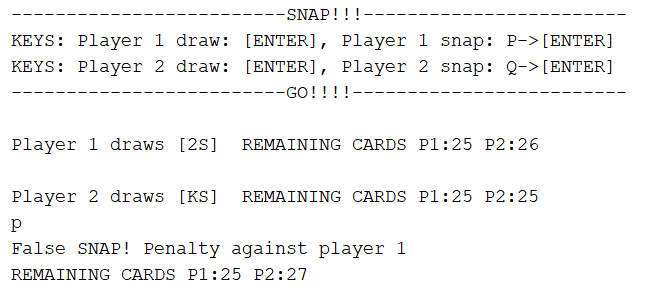 -------------------------SNAP!!!------------------------
KEYS: Player 1 draw: [ENTER], Player 1 snap: P->[ENTER]
KEYS: Player 2 draw: [ENTER], Player 2 snap: Q->[ENTER]
-------------------------GO!!!!-------------------------
Player 1 draws [2S]  REMAINING CARDS P1:25 P2:26
Player 2 draws [KS]  REMAINING CARDS P1:25 P2:25
p
False SNAP! Penalty against player 1
REMAINING CARDS P1:25 P2:27